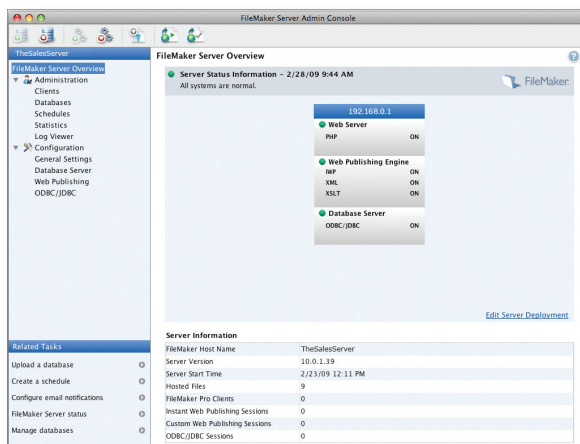 FileMaker Server Admin Console
TheSalesServer
FileMaker Server Overview
Administration
Clients
Databases
Schedules
Statistics
Log Viewer
Configuration
General Settings
Database Server
Web Publishing
ODBC/JDBC
Related Tasks
Upload a database
Create a schedule
Configure email notifications
FileMaker Server status
Manage databases
FileMaker Server Overview
Server Status Information – 2/28/09 9:44 AM
All systems are normal.
FileMaker
192.168.0.1
Web Server
PHP ON
Web Publishing Engine
IWP ON
XML ON
XSLT ON
Database Server
ODBC/JDBC ON
Edit Server Deployment
Server Information
FileMaker Host Name TheSalesServer
Server Version 10.0.1.39
Server Start Time 2/23/09 12:11 PM
Hosted Files 9
FileMaker Pro Clients 0
Instant Web Publishing Sessions 0
Custom Web Publishing Sessions 0
ODBC/JDBC Sessions 0